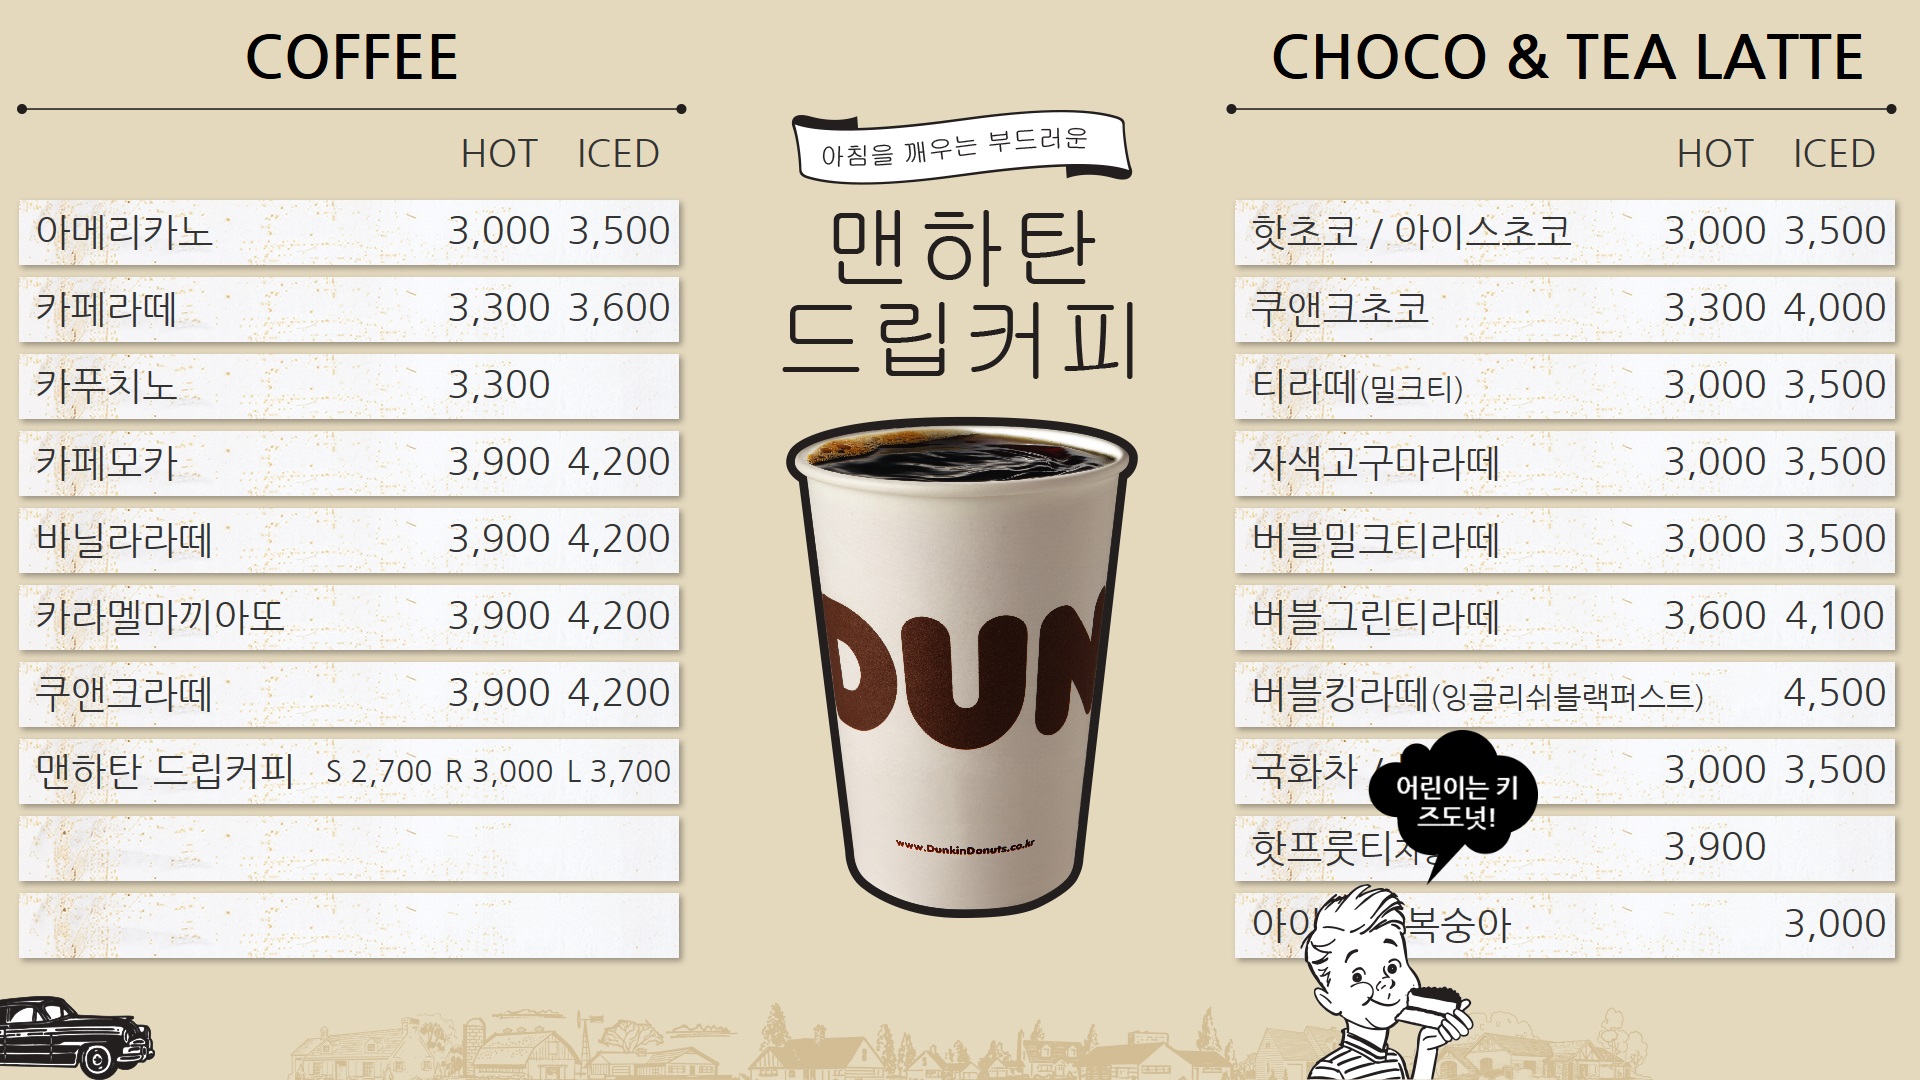 COFFEE
HOT ICED
아메리카노 3,000 3,500
카페라떼 3,300 3,600
카푸치노 3,300
카페모카 3,900 4,200
바닐라라떼 3,900 4,200
카라멜마끼아또 3,900 4,200
쿠앤크라떼 3,900 4,200
맨하탄 드립커피 S 2,700 R 3,000 L 3,700
아침을 깨우는 부드러운
맨하탄
드립커피
DUN
www.DunkinDonuts.co.kr
CHOCO & TEA LATTE
HOT ICED
핫초코 / 아이스초코 3,000 3,500
쿠앤크초코 3,300 4,000
티라떼(밀크티) 3,000 3,500
자색고구마라떼 3,000 3,500
버블밀크티라떼 3,000 3,500
버블그린티라떼 3,600 4,100
버블킹라떼(잉글리쉬블랙퍼스트) 4,500
국화차 / 3,000 3,500
핫프룻티 3,900
복숭아 3,000
어린이는 키
즈도넛!